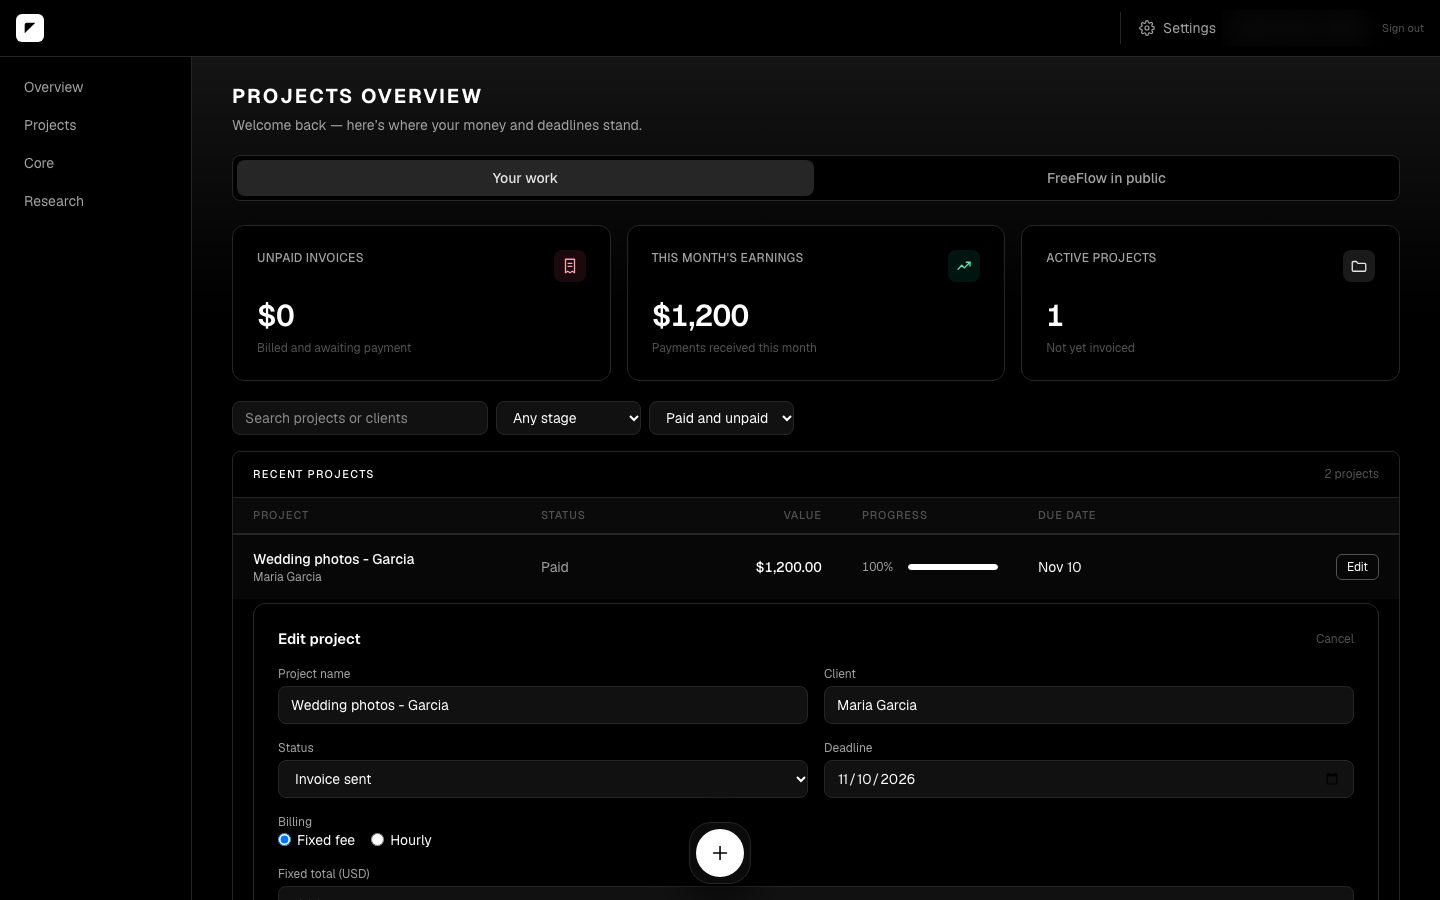 Settings
Sign out
Overview
Projects
Core
Research
PROJECTS OVERVIEW
Welcome back — here's where your money and deadlines stand.
Your work
FreeFlow in public
UNPAID INVOICES
$0
Billed and awaiting payment
THIS MONTH'S EARNINGS
$1,200
Payments received this month
ACTIVE PROJECTS
1
Not yet invoiced
Search projects or clients
Any stage
Paid and unpaid
RECENT PROJECTS
2 projects
PROJECT STATUS VALUE PROGRESS DUE DATE
Wedding photos - Garcia
Maria Garcia
Paid
$1,200.00
100%
Nov 10
Edit
Edit project
Cancel
Project name
Wedding photos - Garcia
Client
Maria Garcia
Status
Invoice sent
Deadline
11/10/2026
Billing
Fixed fee
Hourly
Fixed total (USD)